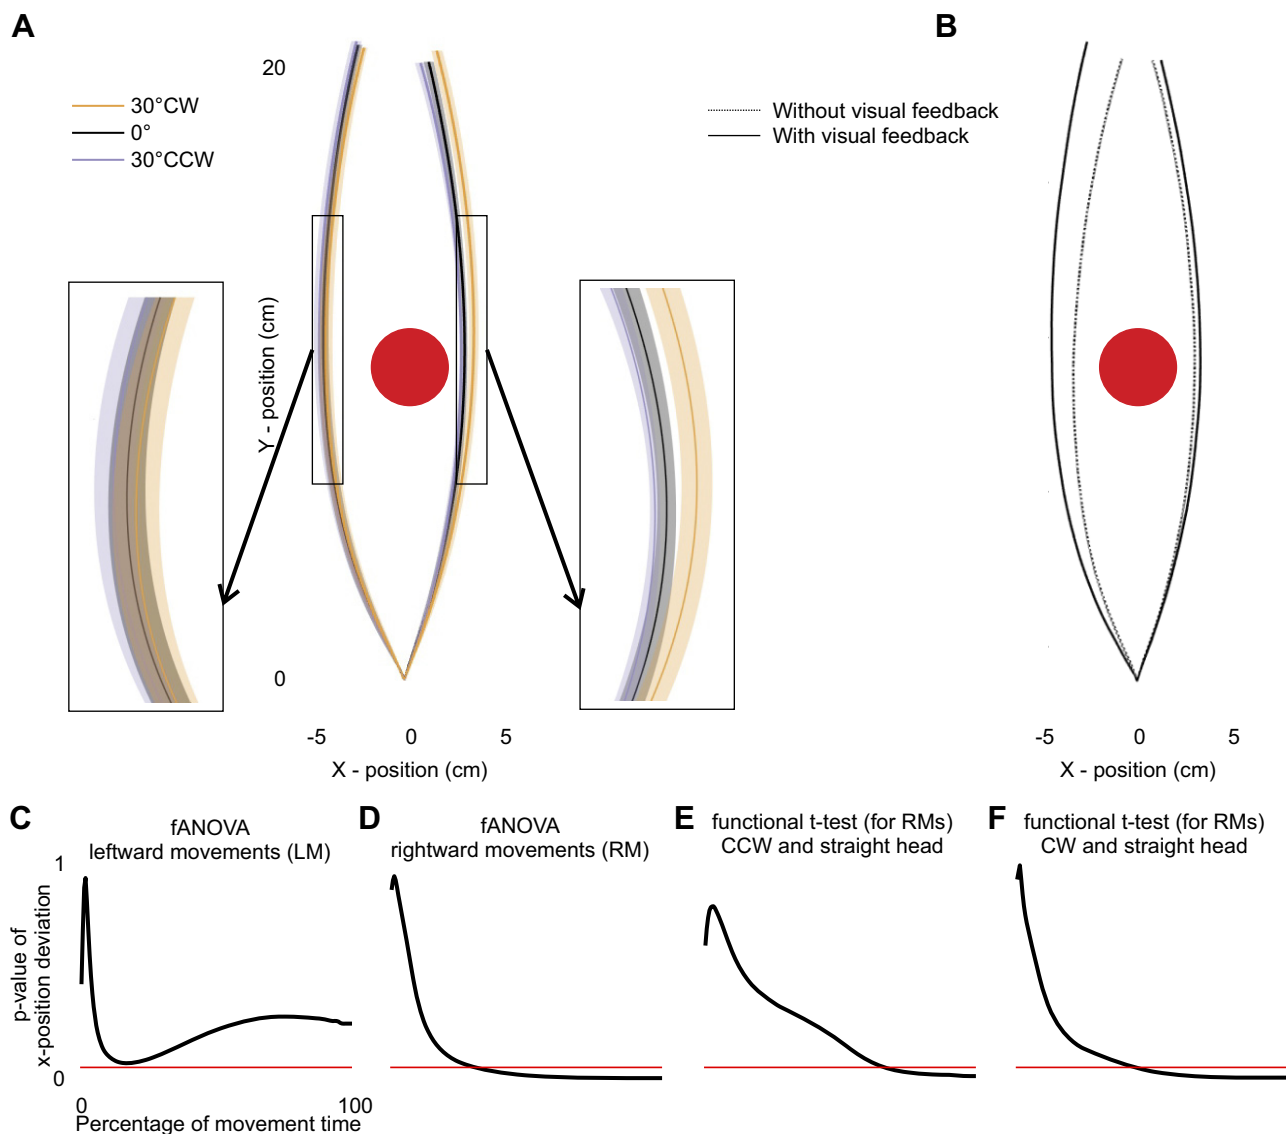 A
B
20
30°CW
0°
30°CCW
Without visual feedback
With visual feedback
Y - position (cm)
0
-5 0 5
X - position (cm)
-5 0 5
X - position (cm)
C
fANOVA
leftward movements (LM)
D
fANOVA
rightward movements (RM)
E
functional t-test (for RMs)
CCW and straight head
F
functional t-test (for RMs)
CW and straight head
1
p-value of
x-position deviation
0
0 100
Percentage of movement time